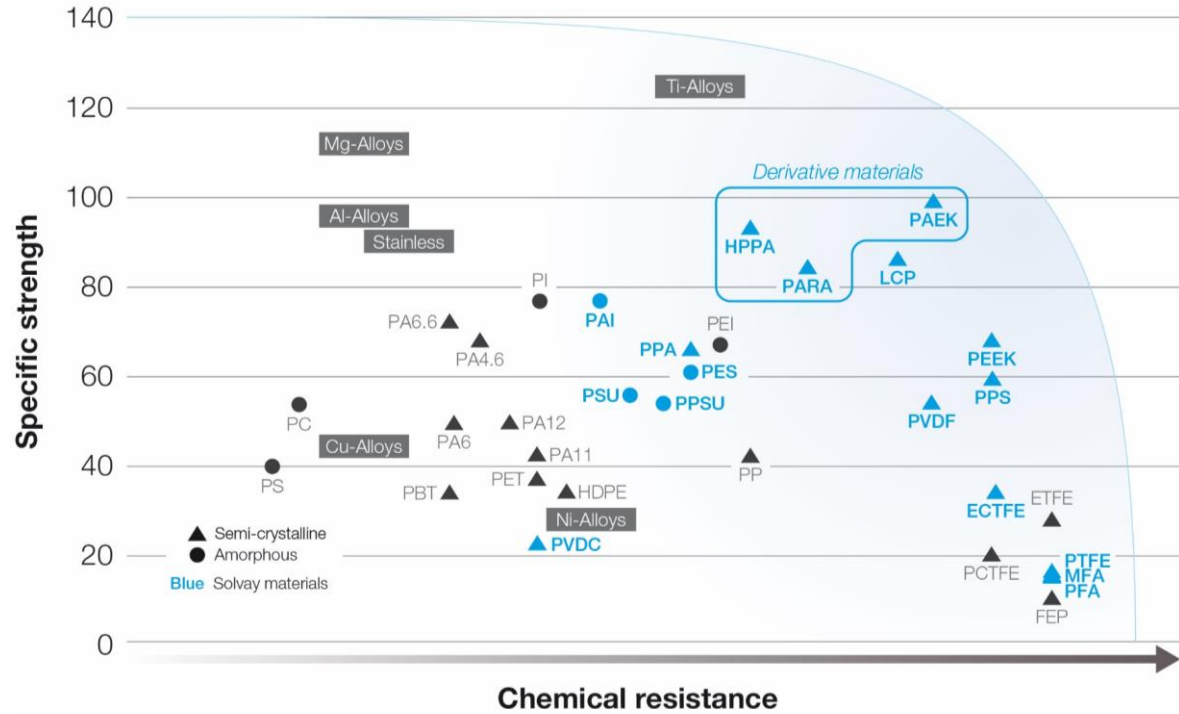 140
120
100
80
60
40
20
0
Specific strength
Chemical resistance
Ti-Alloys
Mg-Alloys
Derivative materials
Al-Alloys
PAEK
Stainless
HPPA
LCP
PARA
PI
PAI
PEI
PA6.6
PA4.6
PPA
PEEK
PES
PPS
PSU
PPSU
PVDF
PC
PA12
PA6
Cu-Alloys
PA11
PP
PS
PET
PBT
HDPE
ETFE
ECTFE
Ni-Alloys
PVDC
PTFE
MFA
PFA
PCTFE
FEP
Semi-crystalline
Amorphous
Blue Solvay materials